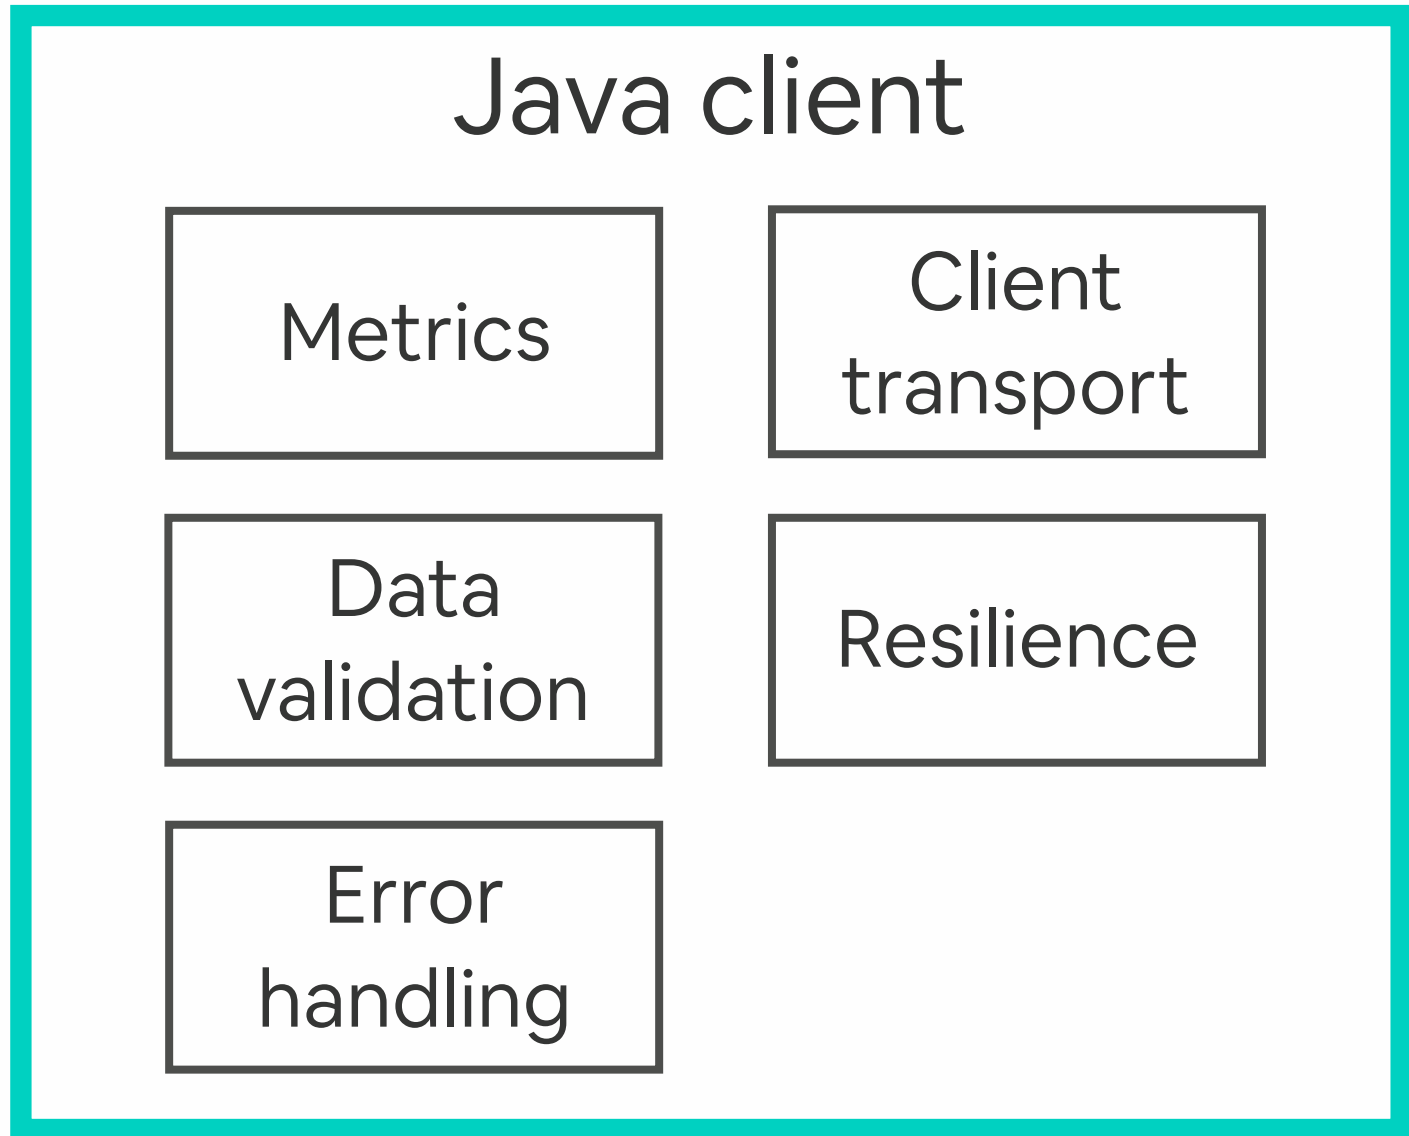 Java client
Metrics
Client
transport
Data
validation
Resilience
Error
handling